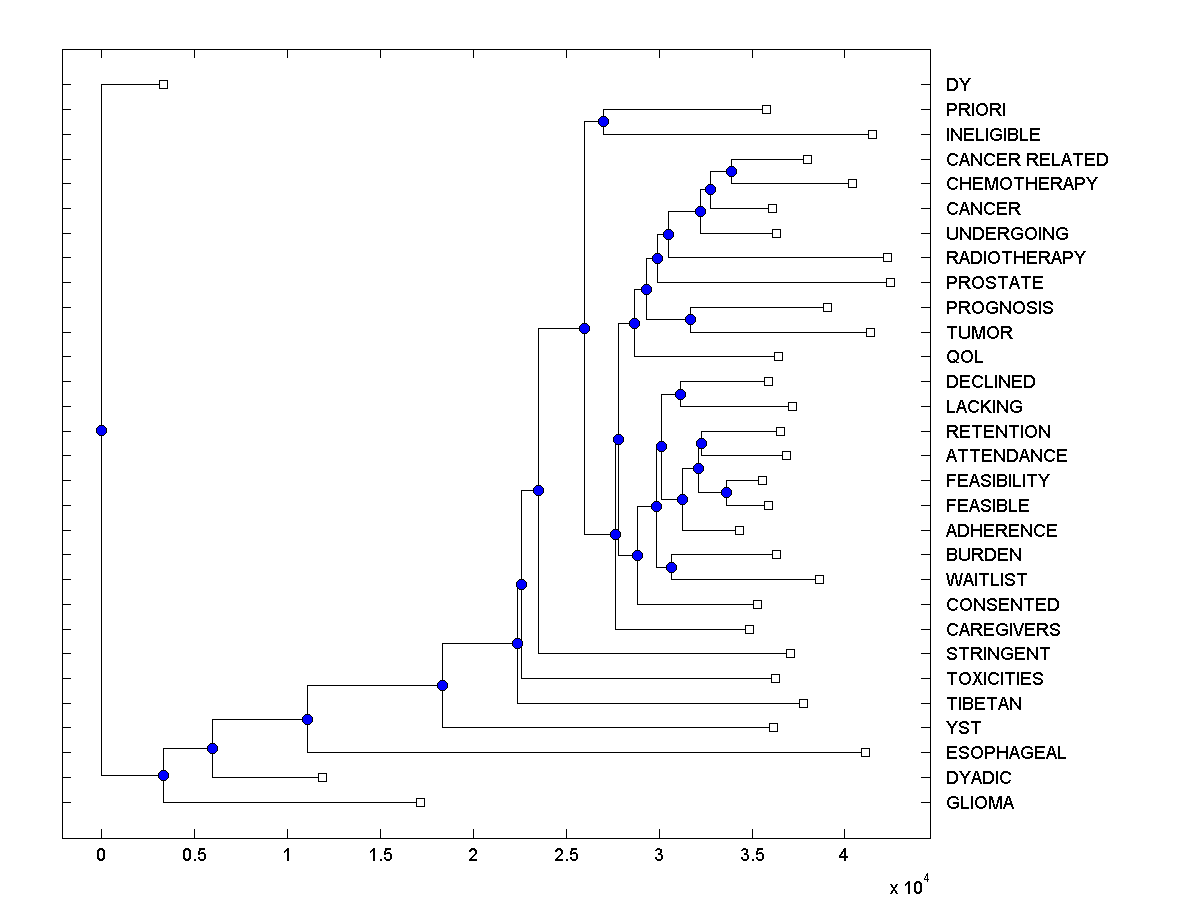 DY
PRIORI
INELIGIBLE
CANCER RELATED
CHEMOTHERAPY
CANCER
UNDERGOING
RADIOTHERAPY
PROSTATE
PROGNOSIS
TUMOR
QOL
DECLINED
LACKING
RETENTION
ATTENDANCE
FEASIBILITY
FEASIBLE
ADHERENCE
BURDEN
WAITLIST
CONSENTED
CAREGIVERS
STRINGENT
TOXICITIES
TIBETAN
YST
ESOPHAGEAL
DYADIC
GLIOMA
0 0.5 1 1.5 2 2.5 3 3.5 4
x 10^4